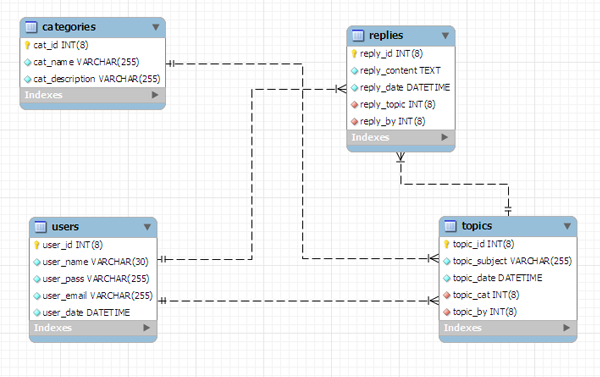 categories
cat_id INT(8)
cat_name VARCHAR(255)
cat_description VARCHAR(255)
Indexes
replies
reply_id INT(8)
reply_content TEXT
reply_date DATETIME
reply_topic INT(8)
reply_by INT(8)
Indexes
users
user_id INT(8)
user_name VARCHAR(30)
user_pass VARCHAR(255)
user_email VARCHAR(255)
user_date DATETIME
Indexes
topics
topic_id INT(8)
topic_subject VARCHAR(255)
topic_date DATETIME
topic_cat INT(8)
topic_by INT(8)
Indexes